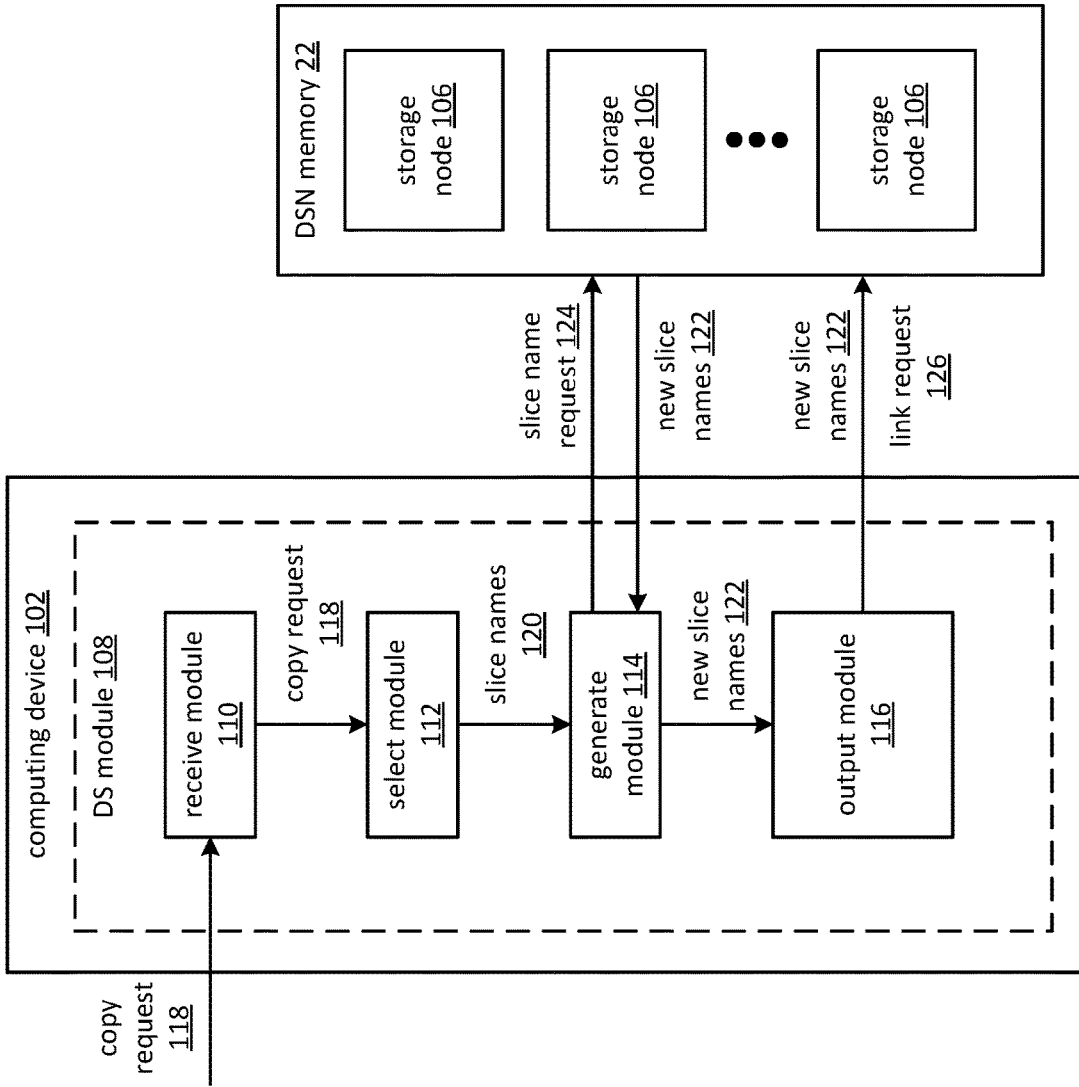 computing device 102
DS module 108
copy
request
118
receive module
110
copy request
118
select module
112
slice names
120
generate
module 114
new slice
names 122
output module
116
slice name
request 124
new slice
names 122
new slice
names 122
link request
126
DSN memory 22
storage
node 106
storage
node 106
storage
node 106